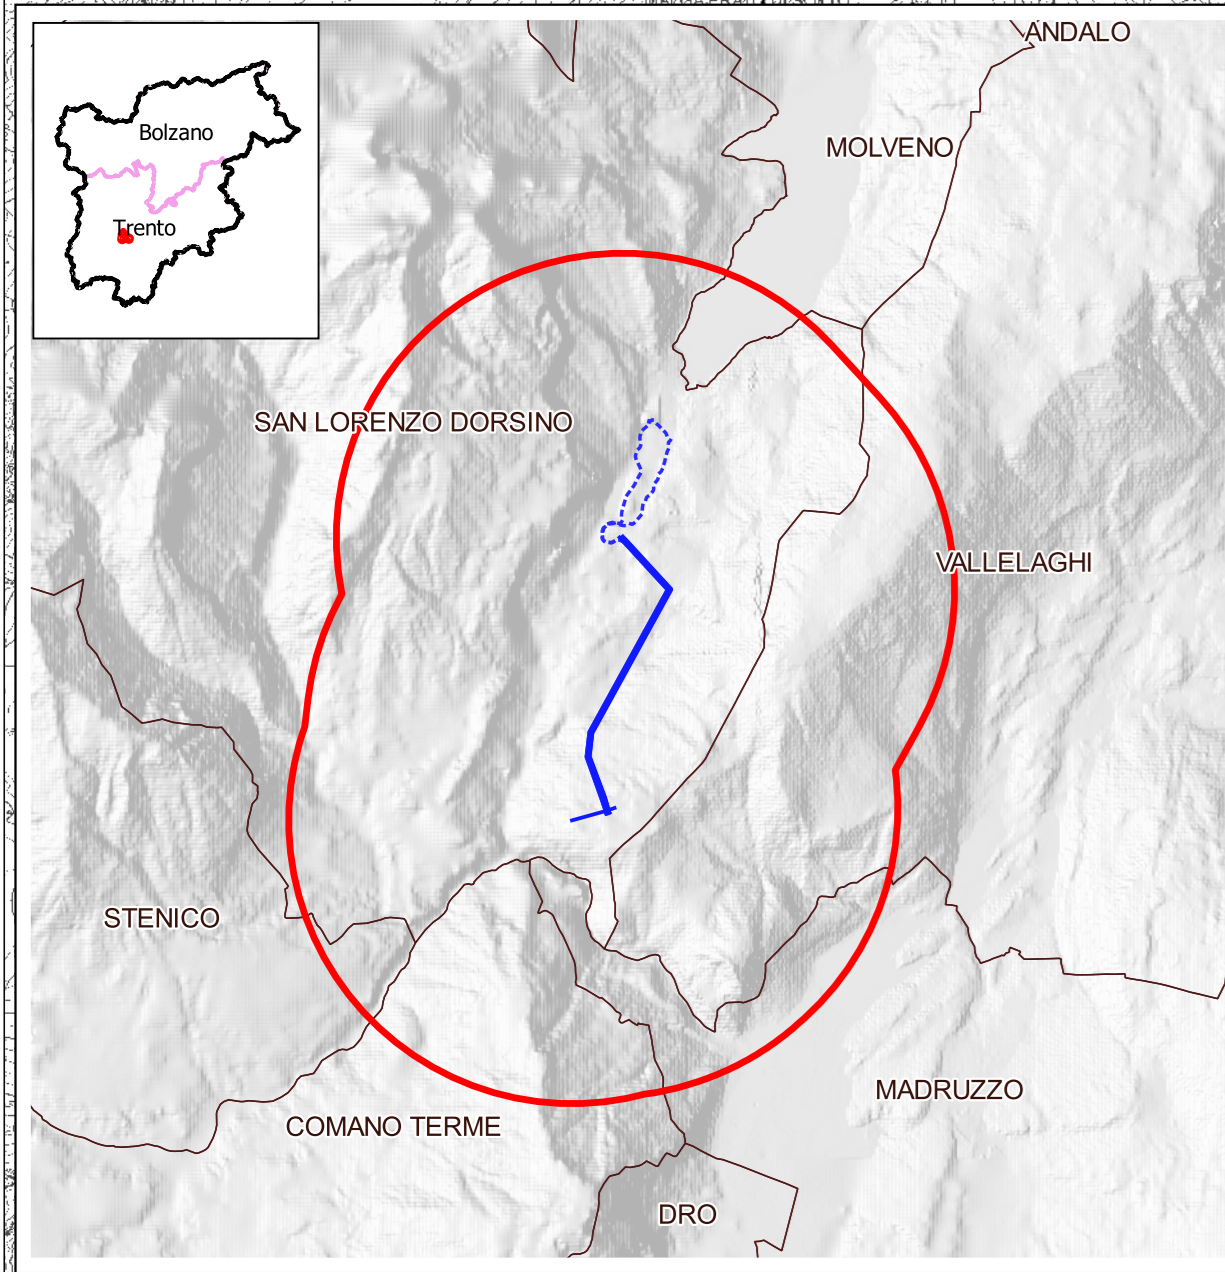 ANDALO
Bolzano
MOLVENO
Trento
SAN LORENZO DORSINO
VALLELAGHI
STENICO
MADRUZZO
COMANO TERME
DRO